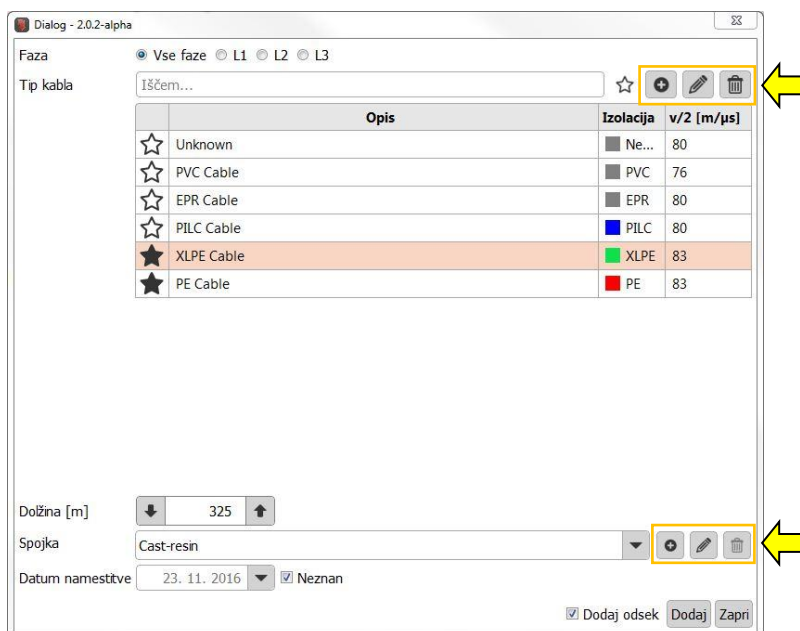 Dialog - 2.0.2-alpha
Faza Vse faze L1 L2 L3
Tip kabla Iščem...
Opis Izolacija v/2 [m/µs]
Unknown Ne... 80
PVC Cable PVC 76
EPR Cable EPR 80
PILC Cable PILC 80
XLPE Cable XLPE 83
PE Cable PE 83
Dolžina [m] 325
Spojka Cast-resin
Datum namestitve 23. 11. 2016 Neznan
Dodaj odsek Dodaj Zapri